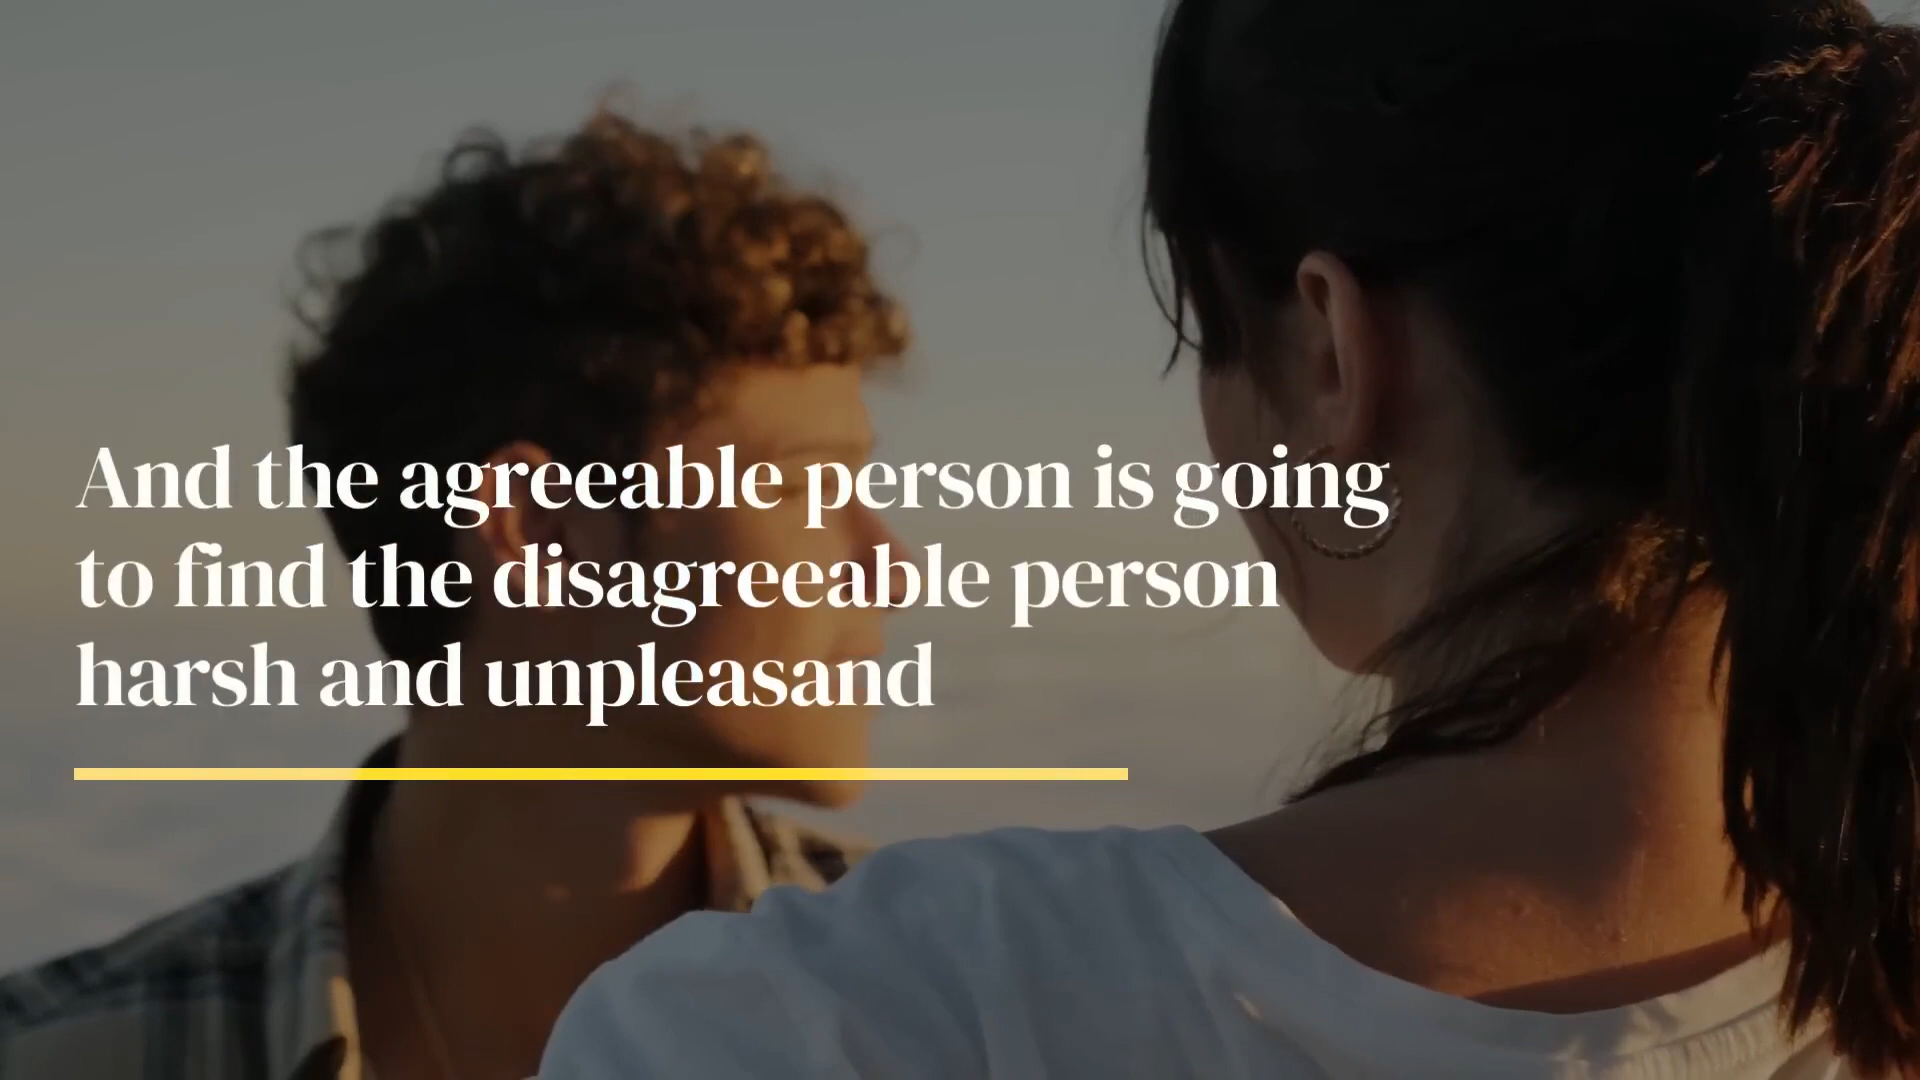 And the agreeable person is going
to find the disagreeable person
harsh and unpleasand